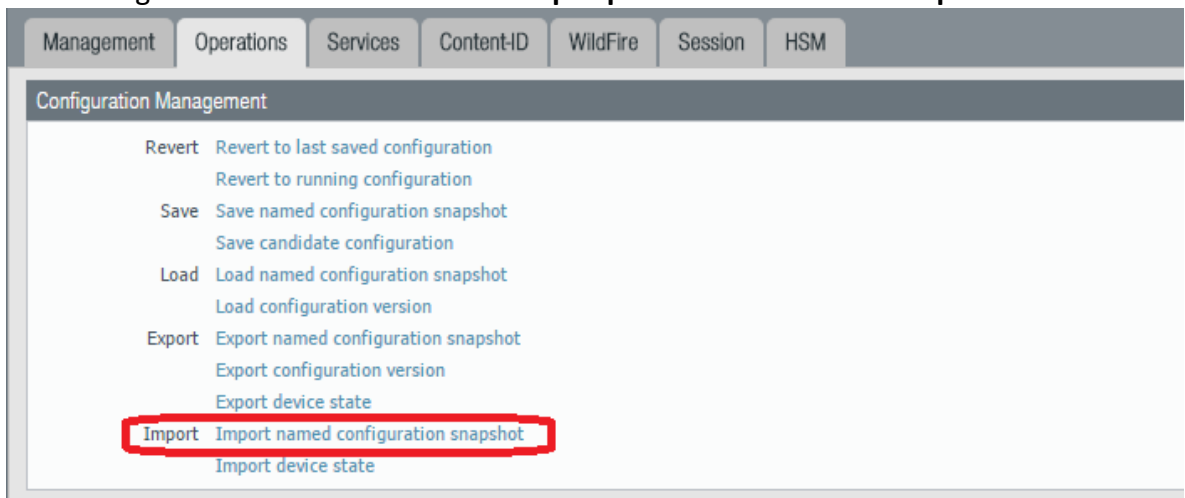 Management Operations Services Content-ID WildFire Session HSM
Configuration Management
Revert Revert to last saved configuration
Revert to running configuration
Save Save named configuration snapshot
Save candidate configuration
Load Load named configuration snapshot
Load configuration version
Export Export named configuration snapshot
Export configuration version
Export device state
Import Import named configuration snapshot
Import device state